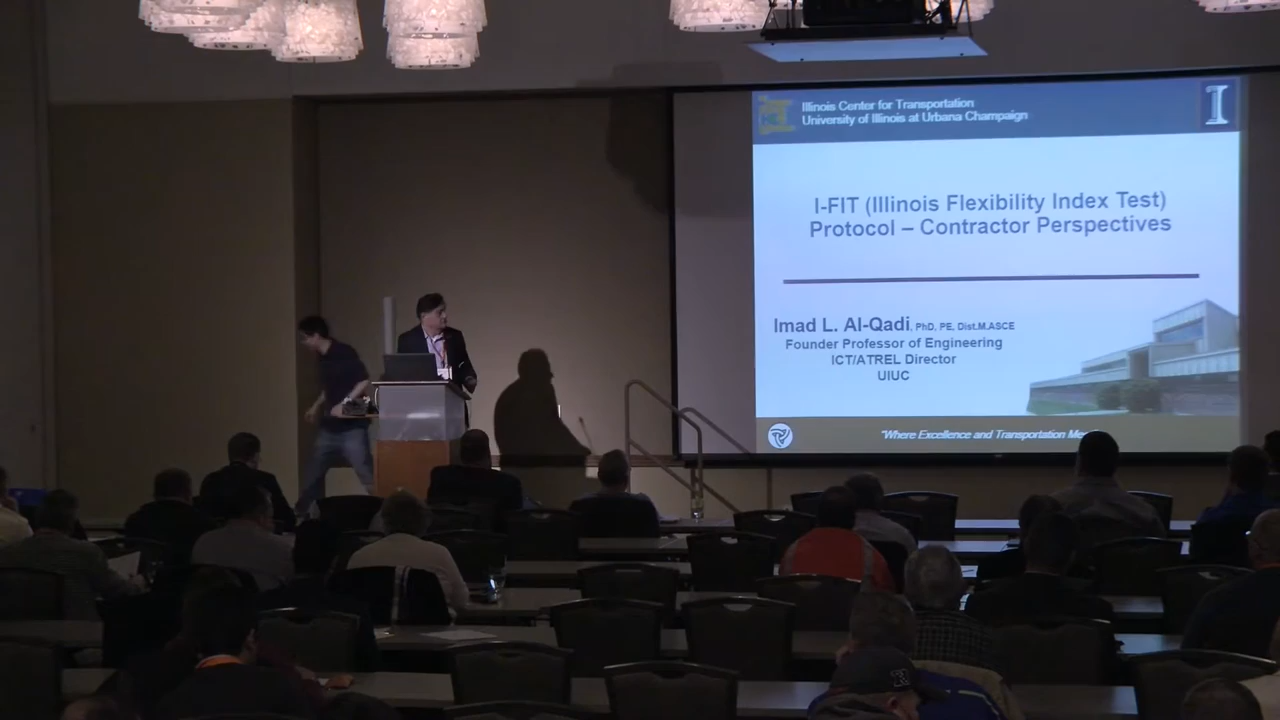 Illinois Center for Transportation
University of Illinois at Urbana Champaign
I
I-FIT (Illinois Flexibility Index Test)
Protocol – Contractor Perspectives
Imad L. Al-Qadi, PhD, PE, Dist.M.ASCE
Founder Professor of Engineering
ICT/ATREL Director
UIUC
"Where Excellence and Transportation